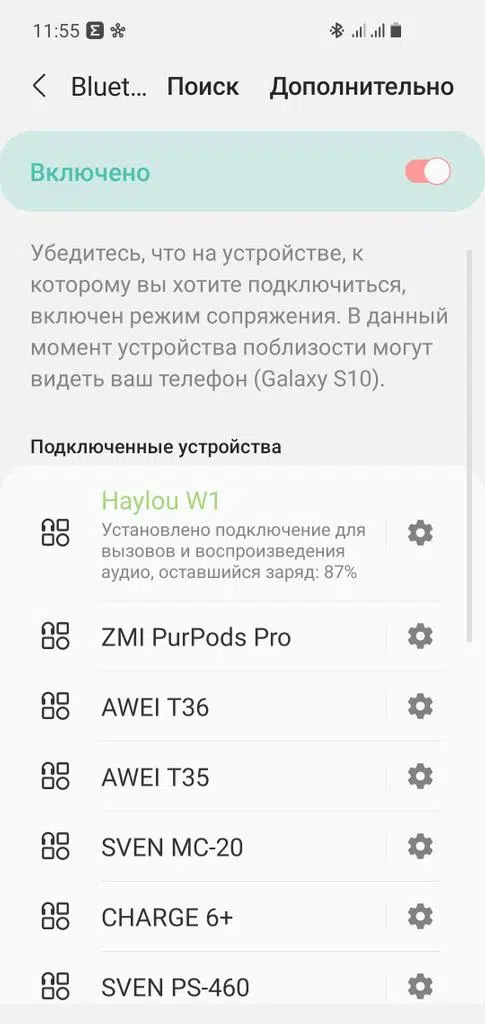 11:55
Bluet... Поиск Дополнительно
Включено
Убедитесь, что на устройстве, к
которому вы хотите подключиться,
включен режим сопряжения. В данный
момент устройства поблизости могут
видеть ваш телефон (Galaxy S10).
Подключенные устройства
Haylou W1
Установлено подключение для
вызовов и воспроизведения
аудио, оставшийся заряд: 87%
ZMI PurPods Pro
AWEI T36
AWEI T35
SVEN MC-20
CHARGE 6+
SVEN PS-460